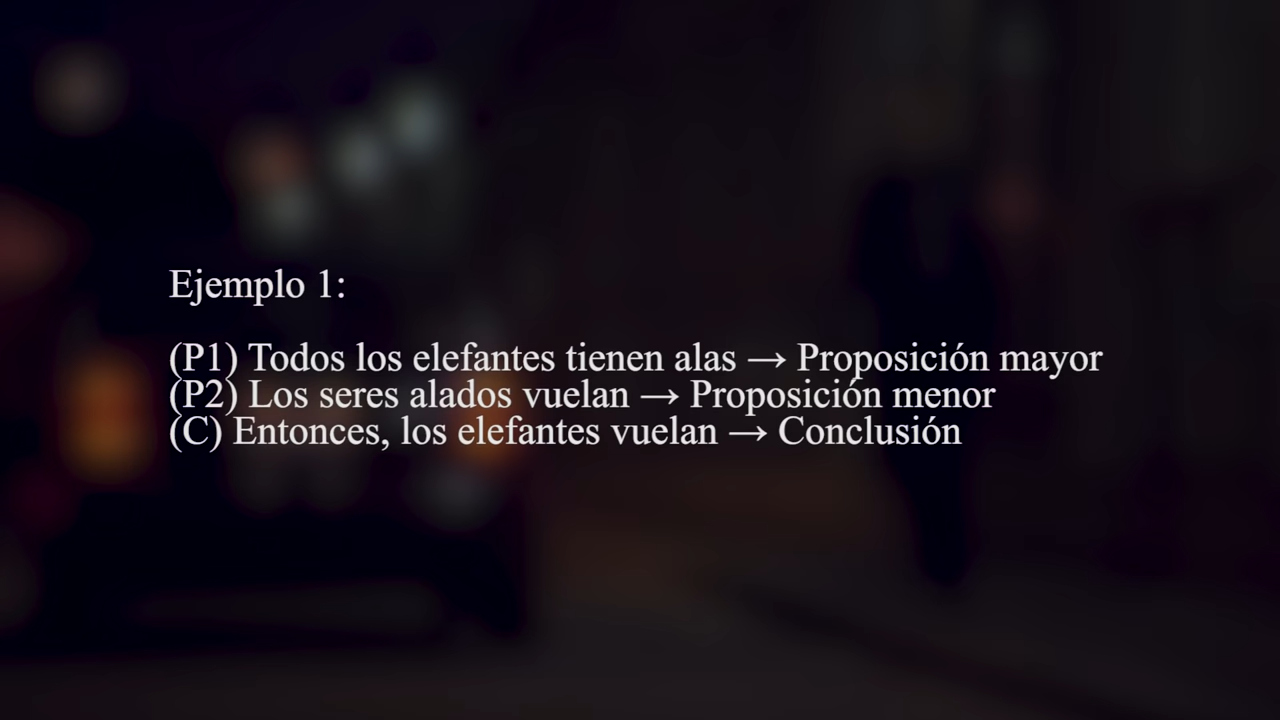 Ejemplo 1:
(P1) Todos los elefantes tienen alas → Proposición mayor
(P2) Los seres alados vuelan → Proposición menor
(C) Entonces, los elefantes vuelan → Conclusión